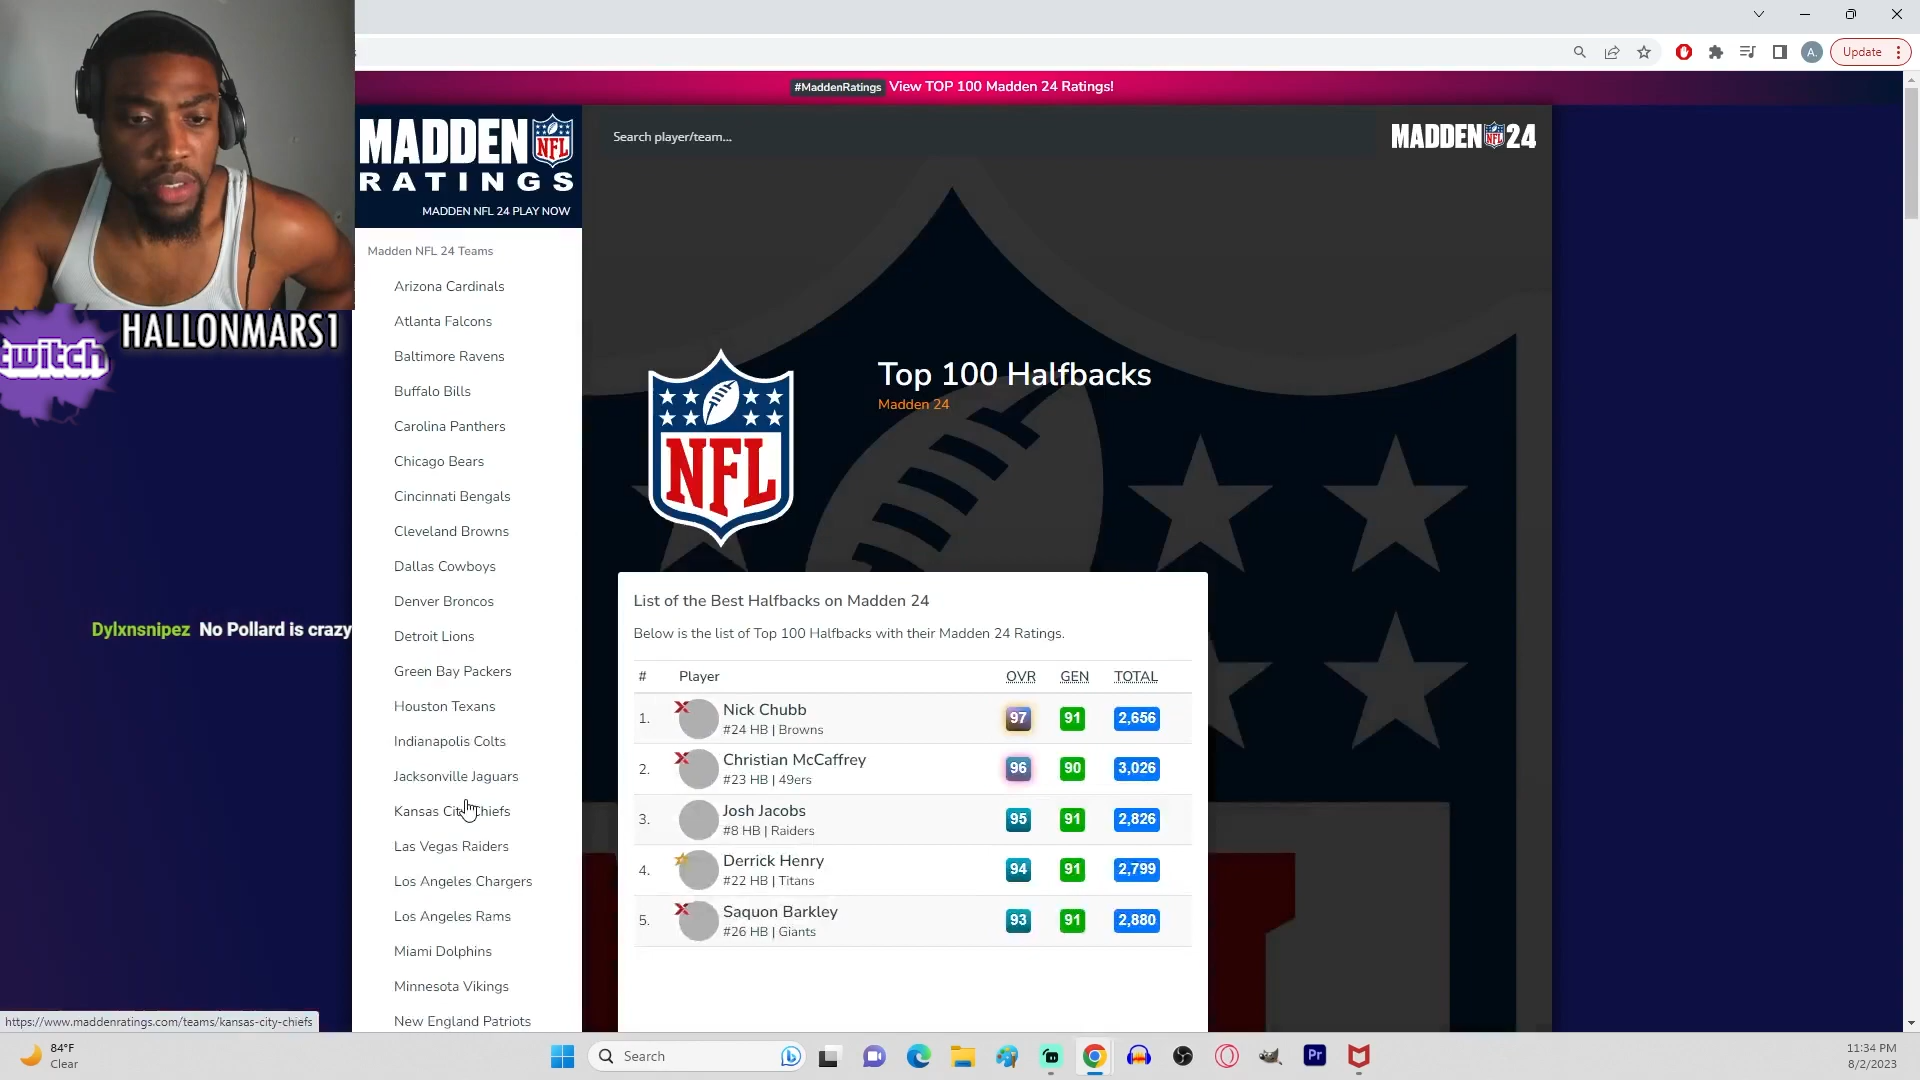 Update
#MaddenRatings View TOP 100 Madden 24 Ratings!
MADDEN NFL
RATINGS
MADDEN NFL 24 PLAY NOW
Search player/team...
MADDEN NFL 24
HALLONMARS1
twitch
Madden NFL 24 Teams
Arizona Cardinals
Atlanta Falcons
Baltimore Ravens
Buffalo Bills
Carolina Panthers
Chicago Bears
Cincinnati Bengals
Cleveland Browns
Dallas Cowboys
Denver Broncos
Detroit Lions
Green Bay Packers
Houston Texans
Indianapolis Colts
Jacksonville Jaguars
Kansas City Chiefs
Las Vegas Raiders
Los Angeles Chargers
Los Angeles Rams
Miami Dolphins
Minnesota Vikings
New England Patriots
Dylxnsnipez No Pollard is crazy
NFL
Top 100 Halfbacks
Madden 24
List of the Best Halfbacks on Madden 24
Below is the list of Top 100 Halfbacks with their Madden 24 Ratings.
# Player OVR GEN TOTAL
1. Nick Chubb 97 91 2,656
#24 HB | Browns
2. Christian McCaffrey 96 90 3,026
#23 HB | 49ers
3. Josh Jacobs 95 91 2,826
#8 HB | Raiders
4. Derrick Henry 94 91 2,799
#22 HB | Titans
5. Saquon Barkley 93 91 2,880
#26 HB | Giants
https://www.maddenratings.com/teams/kansas-city-chiefs
84°F
Clear
Search
Pr
11:34 PM
8/2/2023